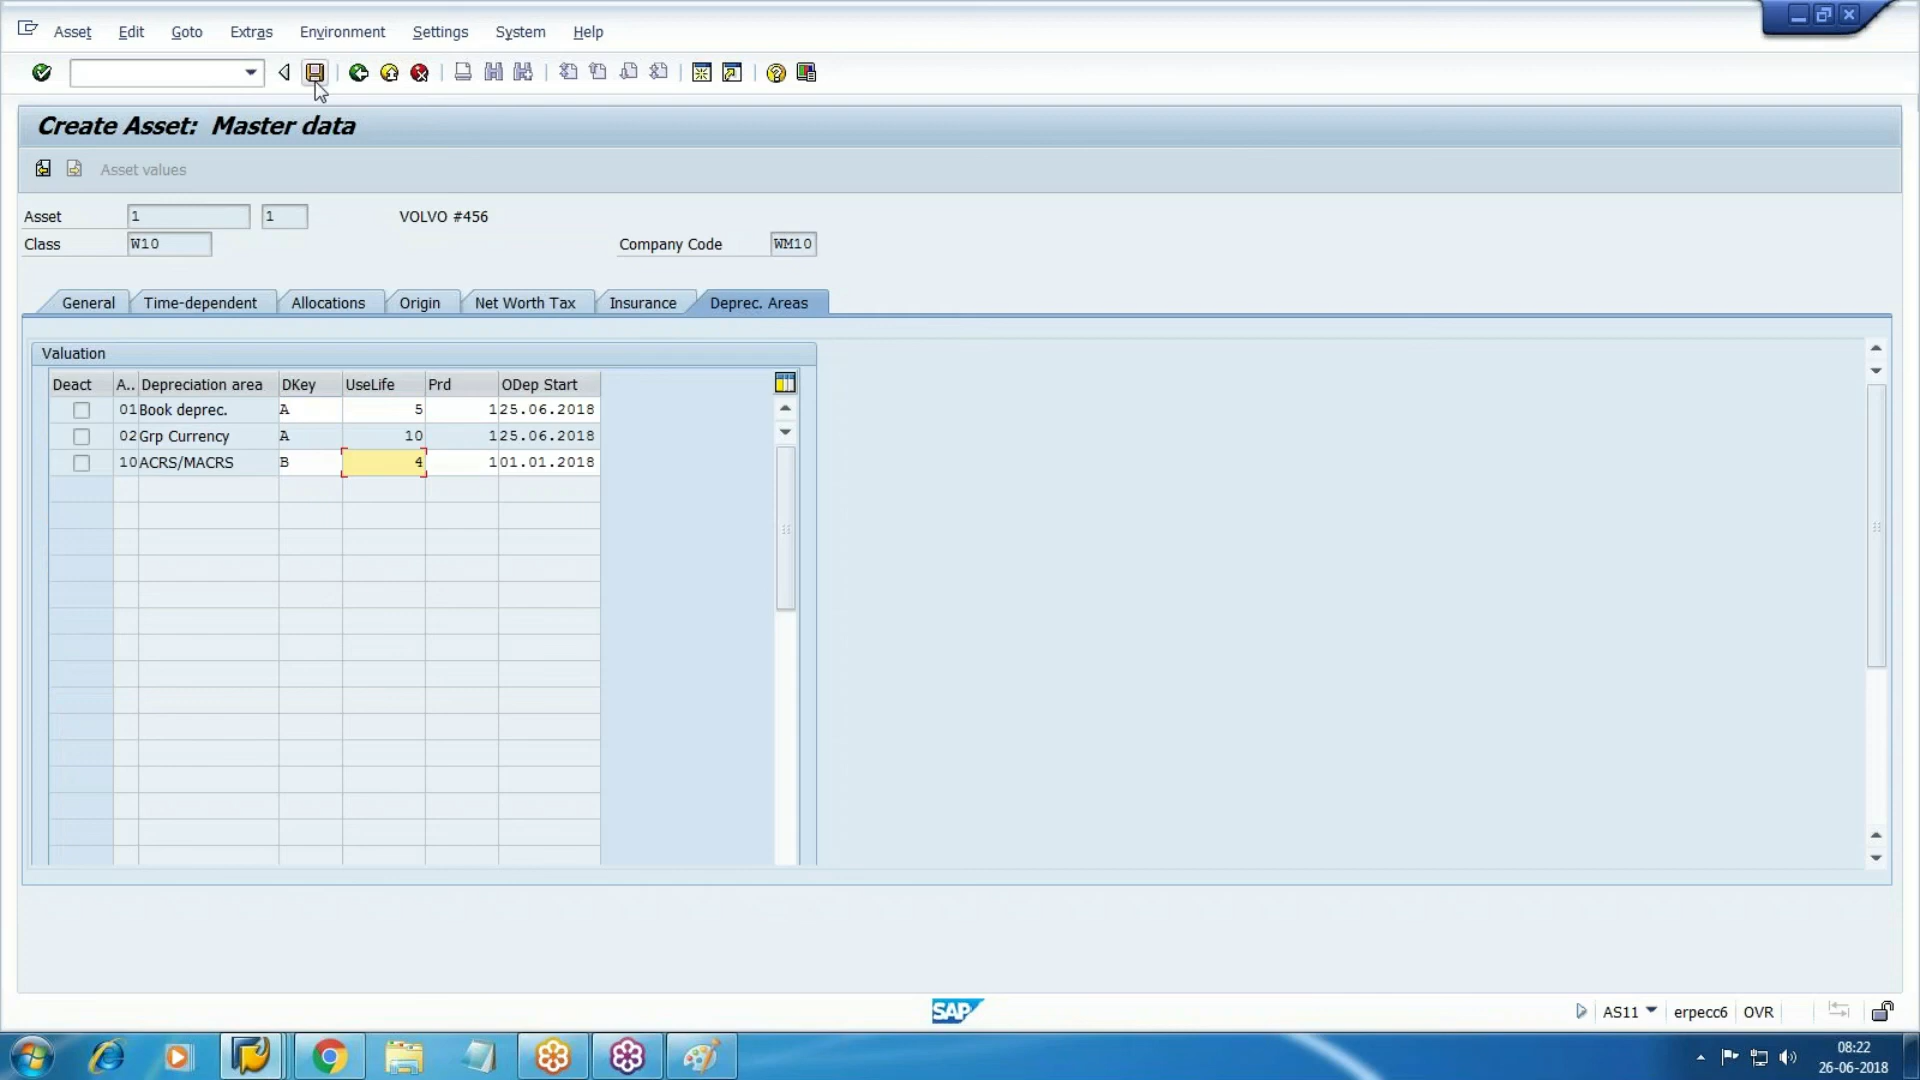 Asset Edit Goto Extras Environment Settings System Help
Create Asset: Master data
Asset values
Asset 1 1 VOLVO #456
Class W10 Company Code WM10
General Time-dependent Allocations Origin Net Worth Tax Insurance Deprec. Areas
Valuation
Deact A.. Depreciation area DKey UseLife Prd ODep Start
01 Book deprec. A 5 1 25.06.2018
02 Grp Currency A 10 1 25.06.2018
10 ACRS/MACRS B 4 1 01.01.2018
SAP AS11 erpecc6 OVR
08:22
26-06-2018